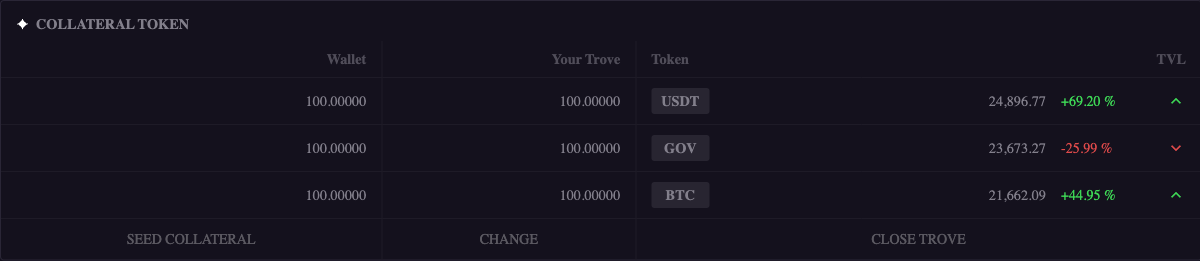 COLLATERAL TOKEN
Wallet Your Trove Token TVL
100.00000 100.00000 USDT 24,896.77 +69.20 %
100.00000 100.00000 GOV 23,673.27 -25.99 %
100.00000 100.00000 BTC 21,662.09 +44.95 %
SEED COLLATERAL CHANGE CLOSE TROVE